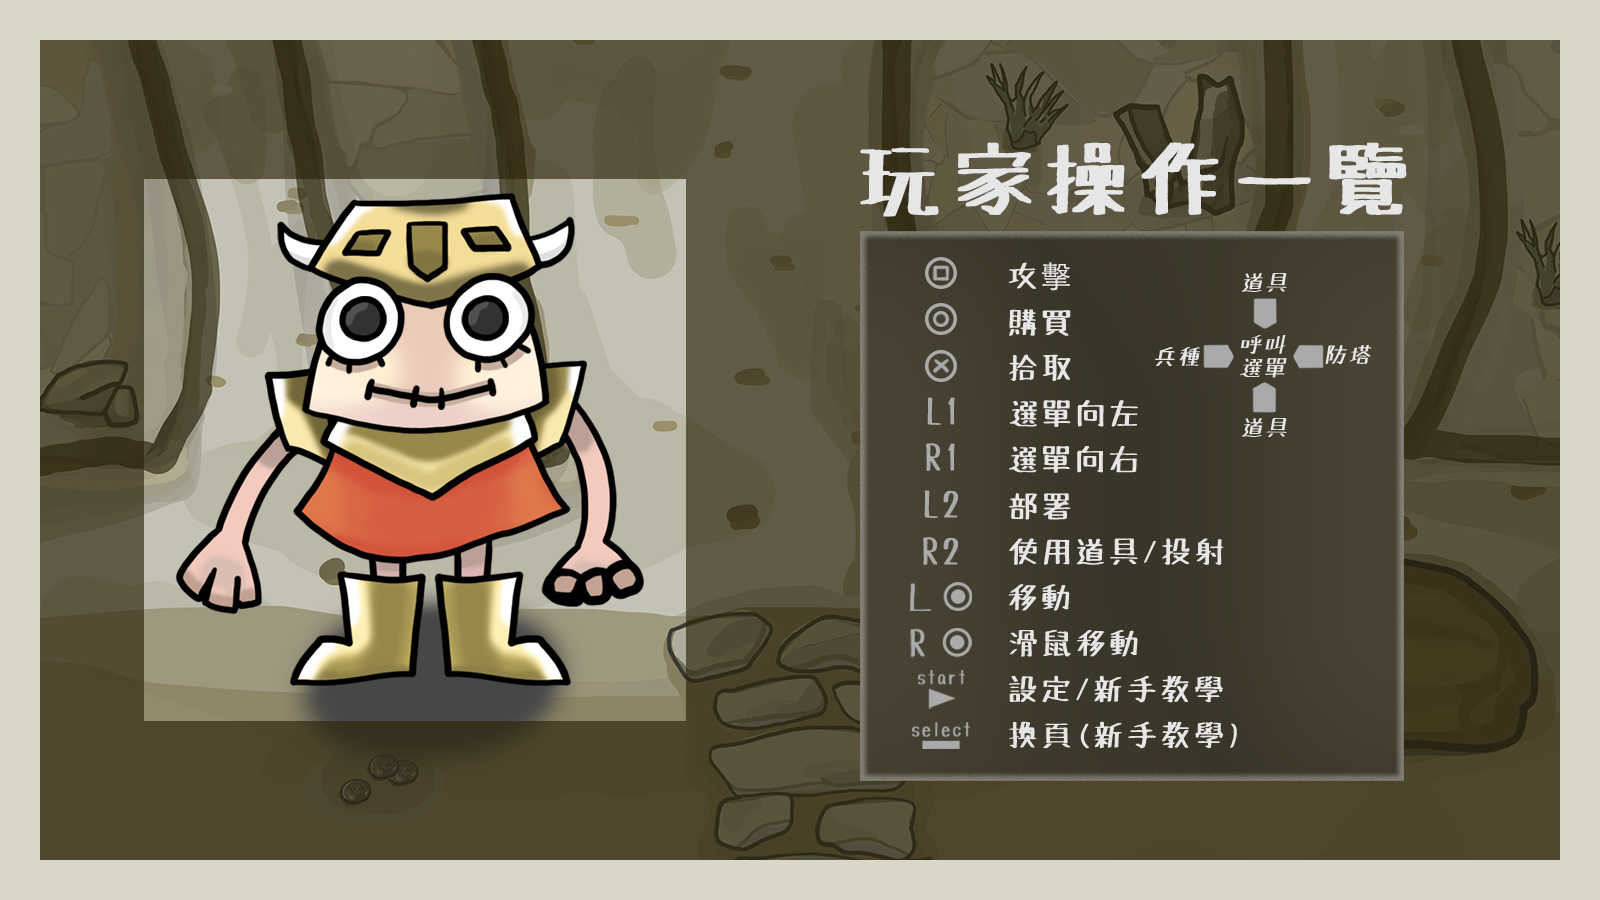 玩家操作一覽
攻擊
購買
拾取
L1 選單向左
R1 選單向右
L2 部署
R2 使用道具/投射
L 移動
R 滑鼠移動
start 設定/新手教學
select 換頁(新手教學)
道具
兵種 呼叫 防塔
選單
道具